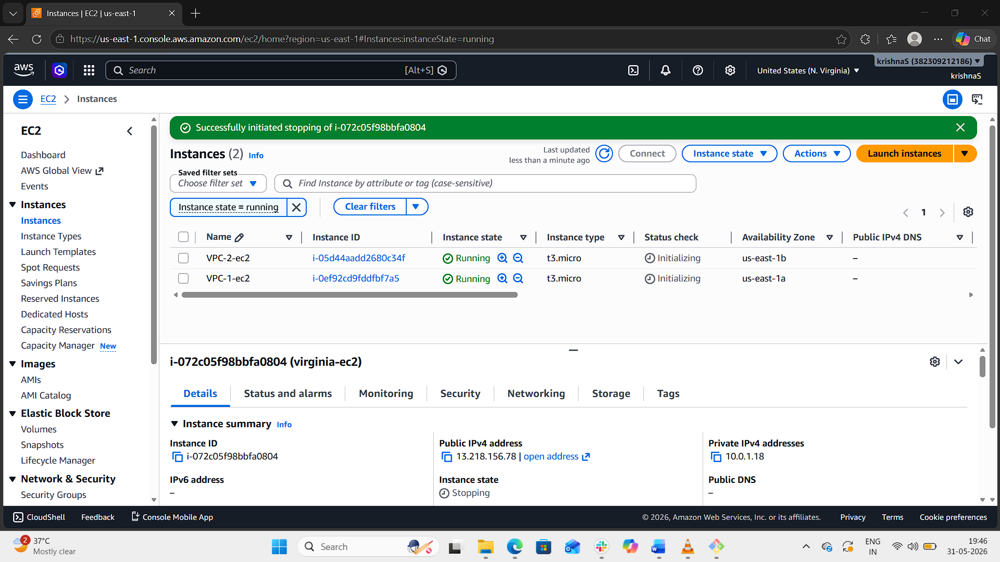 Instances | EC2 | us-east-1
https://us-east-1.console.aws.amazon.com/ec2/home?region=us-east-1#Instances:instanceState=running
Chat
aws
Search
[Alt+S]
United States (N. Virginia)
krishnaS (382309212186)
krishnaS
EC2
Instances
EC2
Dashboard
AWS Global View
Events
Instances
Instances
Instance Types
Launch Templates
Spot Requests
Savings Plans
Reserved Instances
Dedicated Hosts
Capacity Reservations
Capacity Manager New
Images
AMIs
AMI Catalog
Elastic Block Store
Volumes
Snapshots
Lifecycle Manager
Network & Security
Security Groups
Successfully initiated stopping of i-072c05f98bbfa0804
Instances (2) Info
Last updated
less than a minute ago
Connect
Instance state
Actions
Launch instances
Saved filter sets
Choose filter set
Find Instance by attribute or tag (case-sensitive)
Instance state = running
Clear filters
1
Name Instance ID Instance state Instance type Status check Availability Zone Public IPv4 DNS
VPC-2-ec2 i-05d44aadd2680c34f Running t3.micro Initializing us-east-1b –
VPC-1-ec2 i-0ef92cd9fddfbf7a5 Running t3.micro Initializing us-east-1a –
i-072c05f98bbfa0804 (virginia-ec2)
Details Status and alarms Monitoring Security Networking Storage Tags
Instance summary Info
Instance ID
i-072c05f98bbfa0804
Public IPv4 address
13.218.156.78 | open address
Private IPv4 addresses
10.0.1.18
IPv6 address
–
Instance state
Stopping
Public DNS
–
CloudShell Feedback Console Mobile App
© 2026, Amazon Web Services, Inc. or its affiliates. Privacy Terms Cookie preferences
2
37°C
Mostly clear
Search
ENG
IN
19:46
31-05-2026